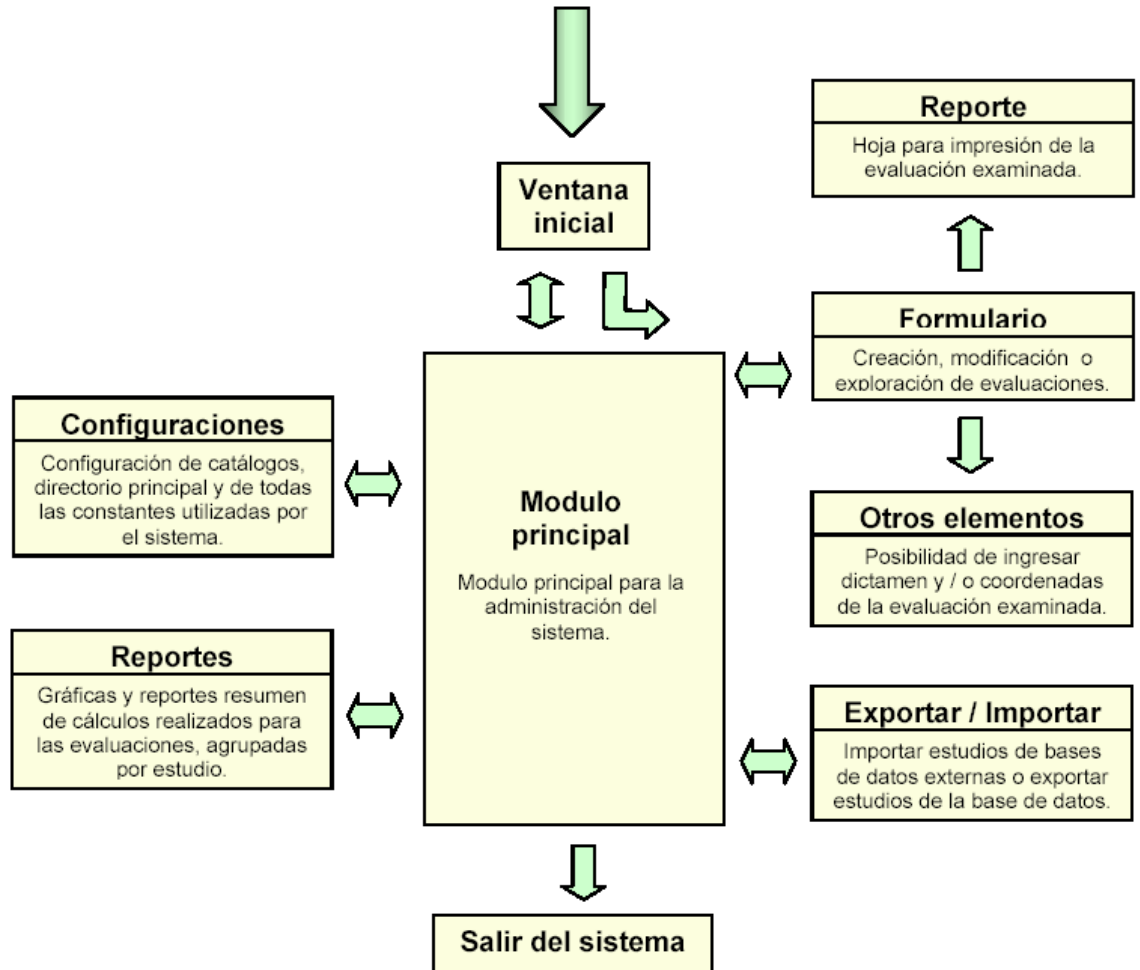 Reporte
Hoja para impresión de la
evaluación examinada.
Ventana
inicial
Formulario
Creación, modificación o
exploración de evaluaciones.
Configuraciones
Configuración de catálogos,
directorio principal y de todas
las constantes utilizadas por
el sistema.
Modulo
principal
Modulo principal para la
administración del
sistema.
Otros elementos
Posibilidad de ingresar
dictamen y / o coordenadas
de la evaluación examinada.
Reportes
Gráficas y reportes resumen
de cálculos realizados para
las evaluaciones, agrupadas
por estudio.
Exportar / Importar
Importar estudios de bases
de datos externas o exportar
estudios de la base de datos.
Salir del sistema